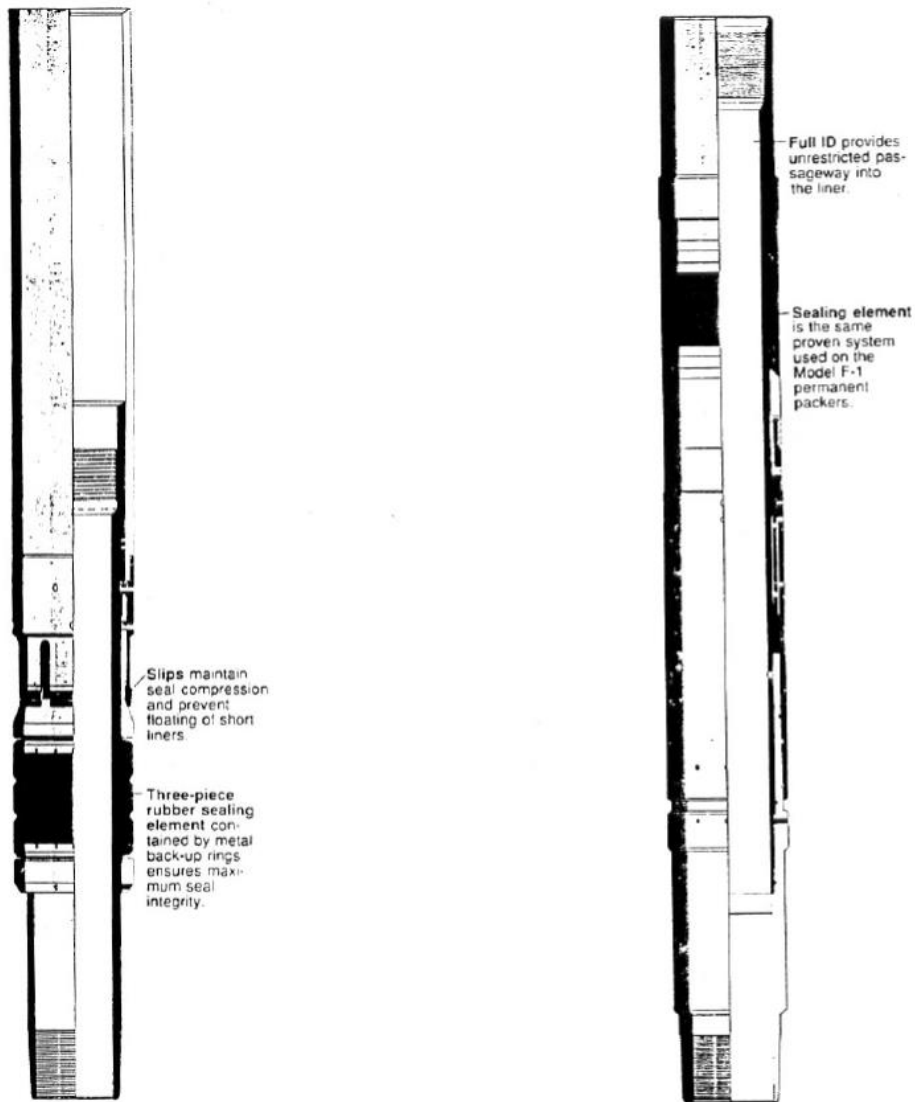 Slips maintain
seal compression
and prevent
floating of short
liners.
Three-piece
rubber sealing
element con-
tained by metal
back-up rings
ensures maxi-
mum seal
integrity.
Full ID provides
unrestricted pas-
sageway into
the liner.
Sealing element
is the same
proven system
used on the
Model F-1
permanent
packers.